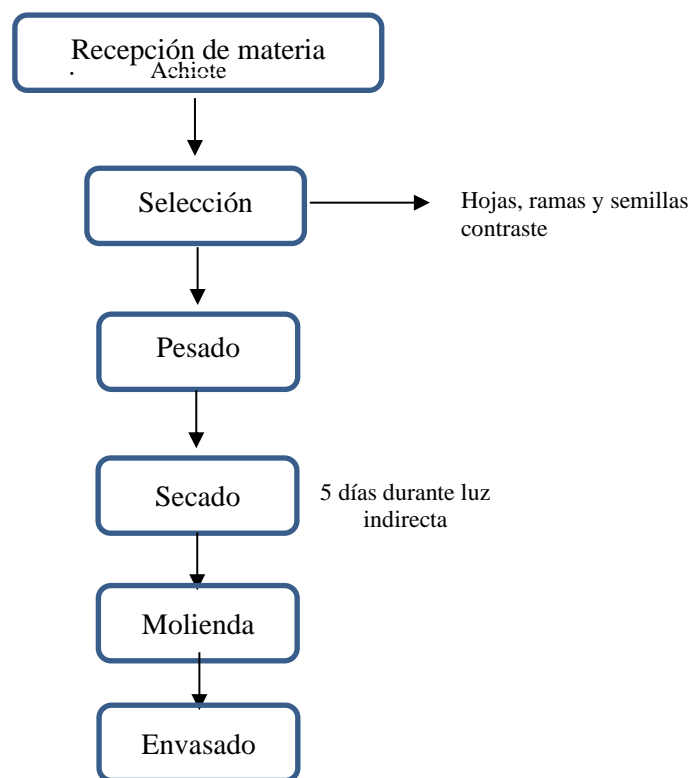 Recepción de materia
. Achiote
Selección
Hojas, ramas y semillas
contraste
Pesado
Secado
5 días durante luz
indirecta
Molienda
Envasado